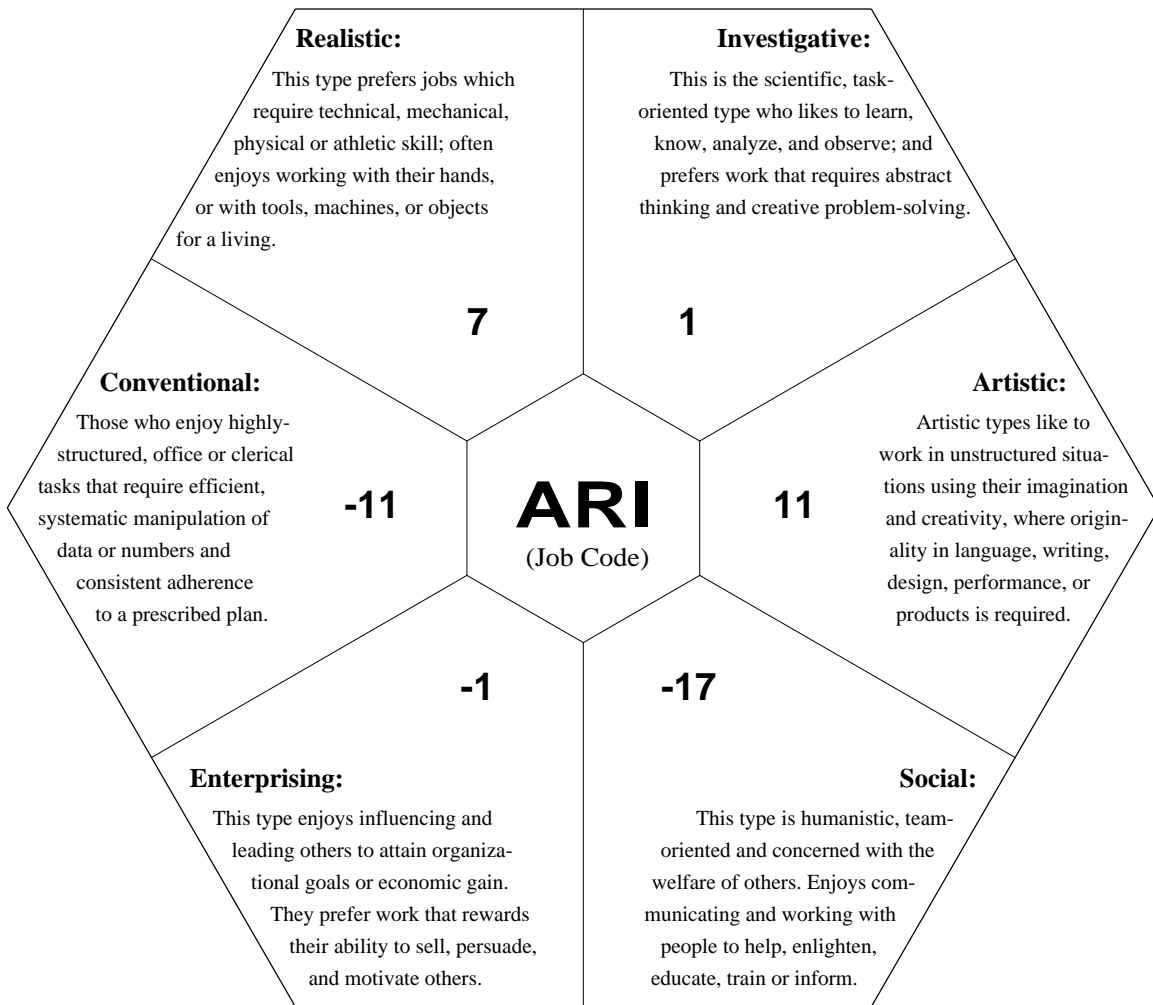 Realistic:
This type prefers jobs which
require technical, mechanical,
physical or athletic skill; often
enjoys working with their hands,
or with tools, machines, or objects
for a living.
7
Investigative:
This is the scientific, task-
oriented type who likes to learn,
know, analyze, and observe; and
prefers work that requires abstract
thinking and creative problem-solving.
1
Conventional:
Those who enjoy highly-
structured, office or clerical
tasks that require efficient,
systematic manipulation of
data or numbers and
consistent adherence
to a prescribed plan.
-11
ARI
(Job Code)
Artistic:
Artistic types like to
work in unstructured situa-
tions using their imagination
and creativity, where origin-
ality in language, writing,
design, performance, or
products is required.
11
-1
Enterprising:
This type enjoys influencing and
leading others to attain organiza-
tional goals or economic gain.
They prefer work that rewards
their ability to sell, persuade,
and motivate others.
-17
Social:
This type is humanistic, team-
oriented and concerned with the
welfare of others. Enjoys com-
municating and working with
people to help, enlighten,
educate, train or inform.